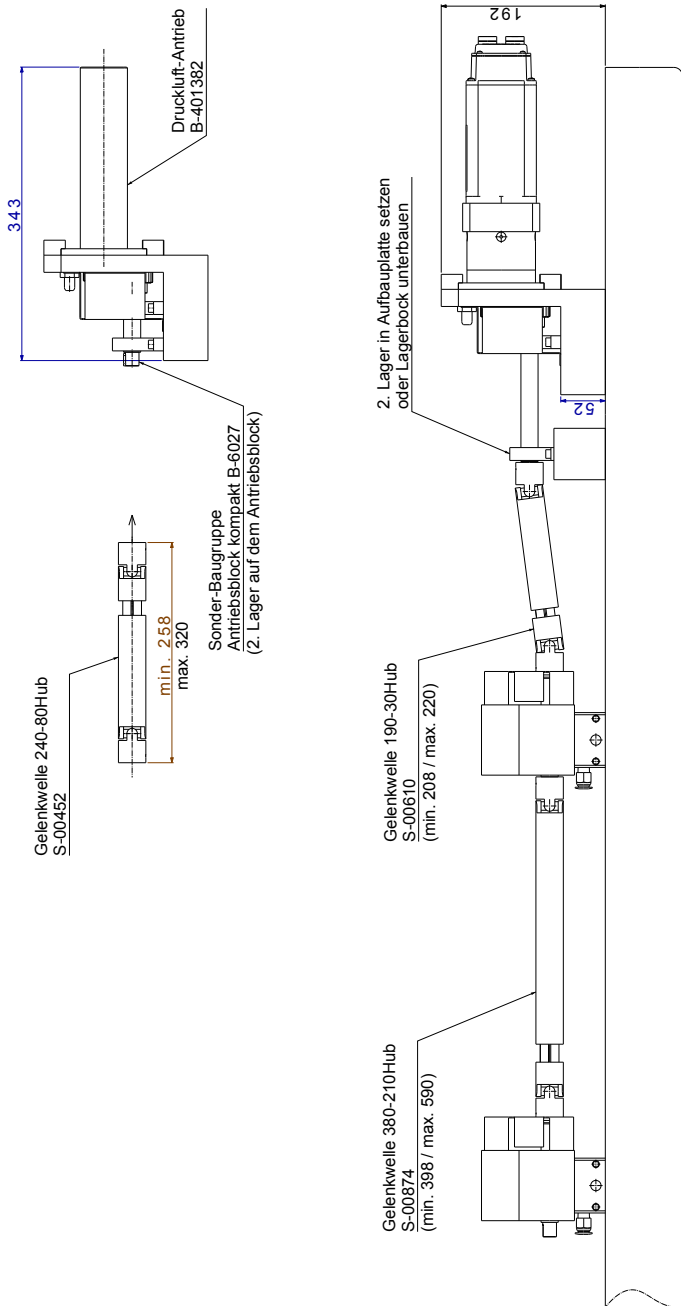 343
Druckluft-Antrieb
B-401382
Sonder-Baugruppe
Antriebsblock kompakt B-6027
(2. Lager auf dem Antriebsblock)
min. 258
max. 320
Gelenkwelle 240-80Hub
S-00452
192
2. Lager in Aufbauplatte setzen
oder Lagerbock unterbauen
52
Gelenkwelle 190-30Hub
S-00610
(min. 208 / max. 220)
Gelenkwelle 380-210Hub
S-00874
(min. 398 / max. 590)